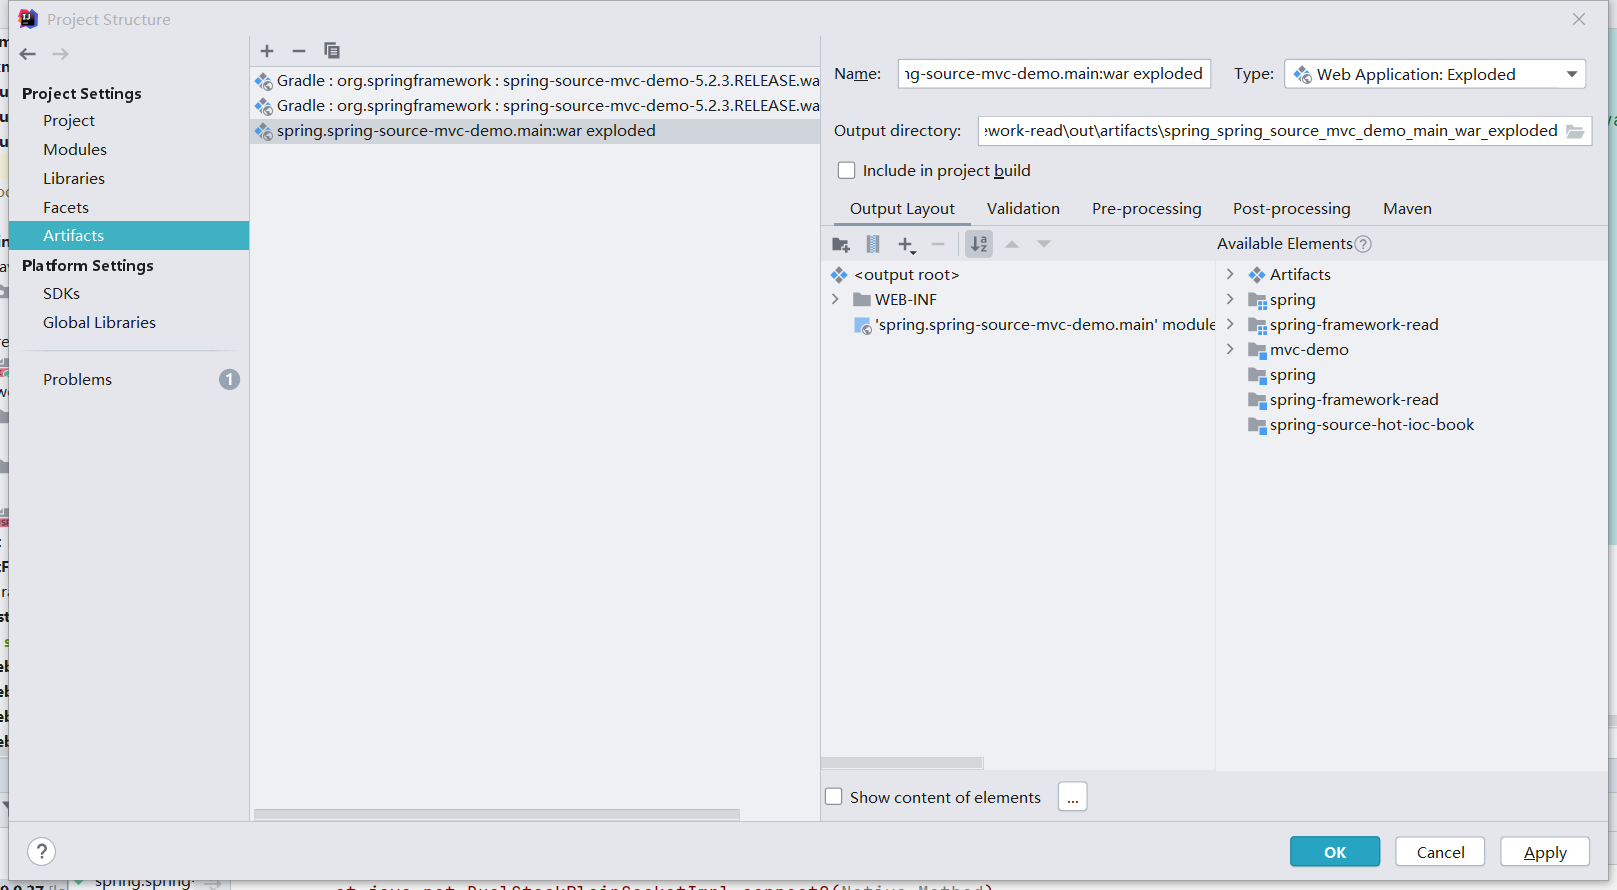 Project Structure
Project Settings
Project
Modules
Libraries
Facets
Artifacts
Platform Settings
SDKs
Global Libraries
Problems
1
Gradle : org.springframework : spring-source-mvc-demo-5.2.3.RELEASE.wa
Gradle : org.springframework : spring-source-mvc-demo-5.2.3.RELEASE.wa
spring.spring-source-mvc-demo.main:war exploded
Name:
ng-source-mvc-demo.main:war exploded
Type:
Web Application: Exploded
Output directory:
ework-read\out\artifacts\spring_spring_source_mvc_demo_main_war_exploded
Include in project build
Output Layout
Validation
Pre-processing
Post-processing
Maven
Available Elements
<output root>
WEB-INF
'spring.spring-source-mvc-demo.main' module
Artifacts
spring
spring-framework-read
mvc-demo
spring
spring-framework-read
spring-source-hot-ioc-book
Show content of elements
...
?
OK
Cancel
Apply
spring.spring-